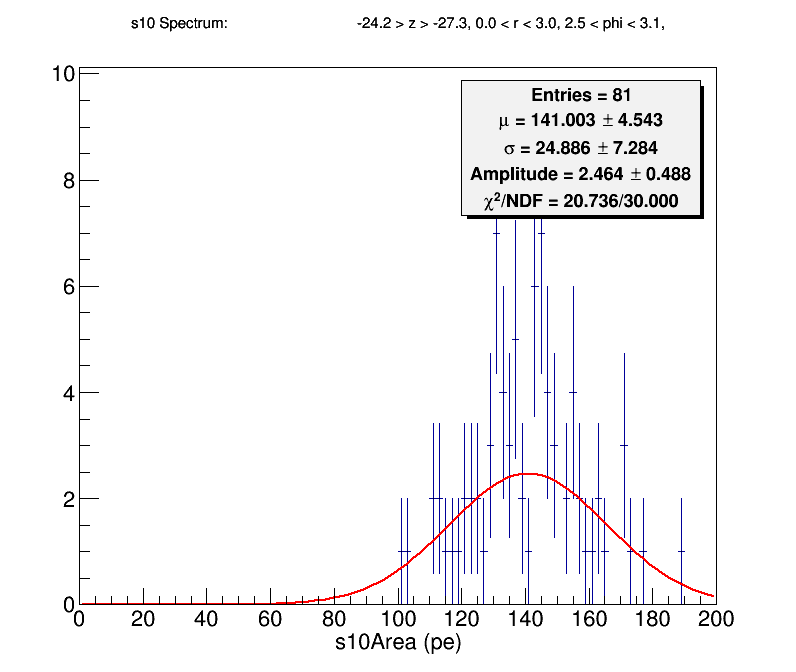 s10 Spectrum: -24.2 > z > -27.3, 0.0 < r < 3.0, 2.5 < phi < 3.1,
Entries = 81
μ = 141.003 ± 4.543
σ = 24.886 ± 7.284
Amplitude = 2.464 ± 0.488
χ²/NDF = 20.736/30.000
10
8
6
4
2
0
0 20 40 60 80 100 120 140 160 180 200
s10Area (pe)